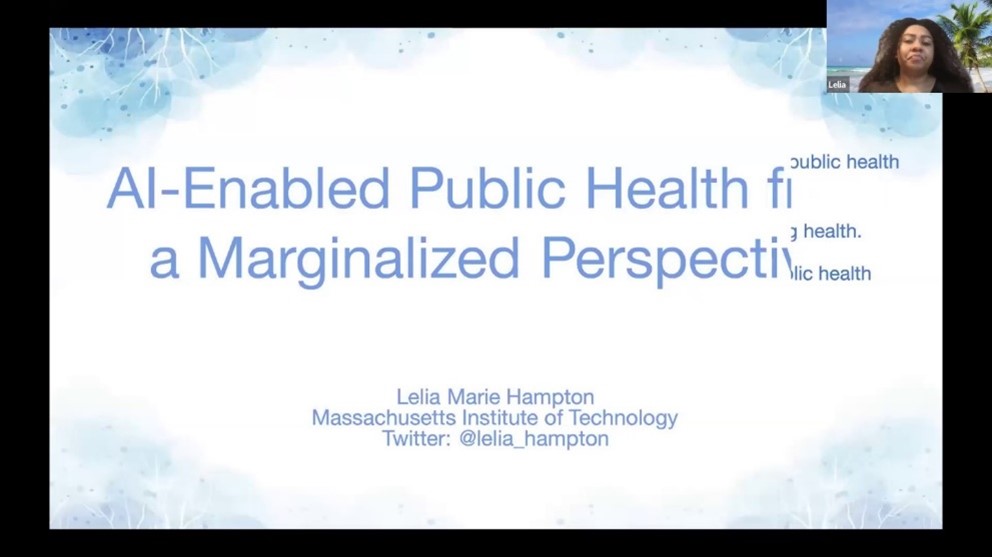 Lelia
AI-Enabled Public Health
a Marginalized
public health
health.
health
Lelia Marie Hampton
Massachusetts Institute of Technology
Twitter: @lelia_hampton